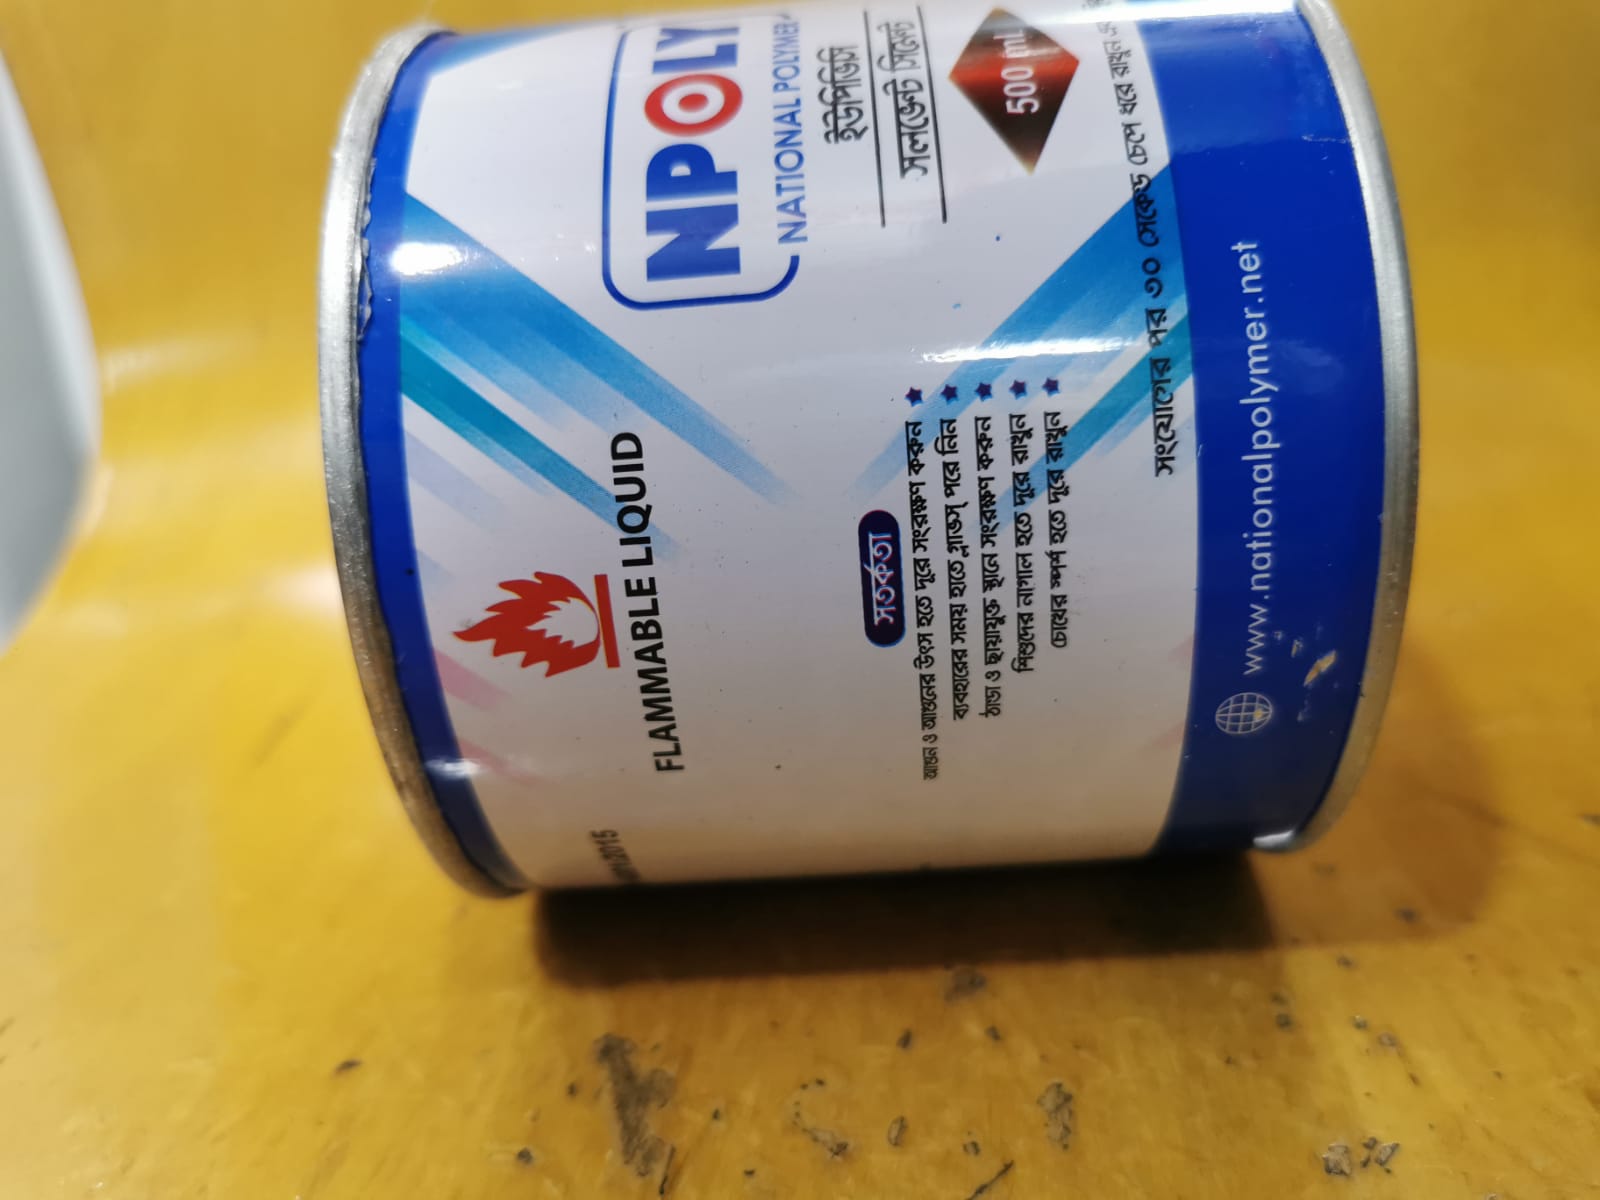 NPOLY
NATIONAL POLYMER
ইউপিভিসি
সলভেন্ট সিমেন্ট
500 mL
FLAMMABLE LIQUID
সতর্কতা
আগুন ও আগুনের উৎস হতে দূরে সংরক্ষণ করুন
ব্যবহারের সময় হাতে গ্লাভস্ পরে নিন
ঠান্ডা ও ছায়াযুক্ত স্থানে সংরক্ষণ করুন
শিশুদের নাগাল হতে দূরে রাখুন
চোখের স্পর্শ হতে দূরে রাখুন
সংযোগের পর ৩০ সেকেন্ড চেপে ধরে রাখুন
www.nationalpolymer.net